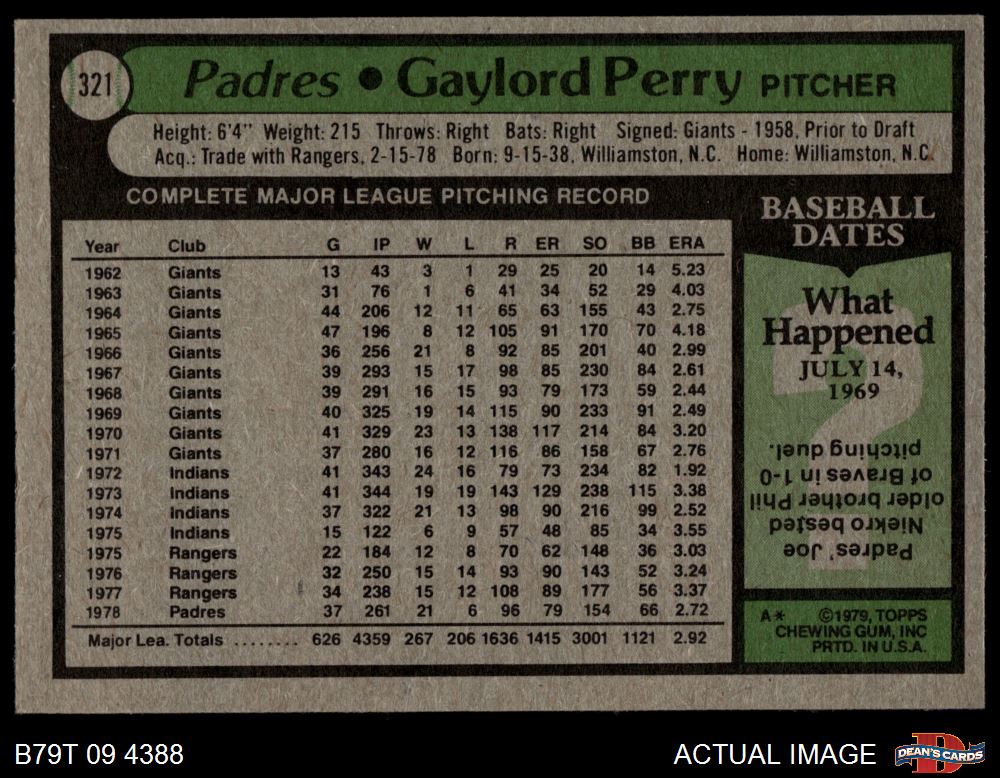 321
Padres • Gaylord Perry PITCHER
Height: 6'4" Weight: 215 Throws: Right Bats: Right Signed: Giants - 1958, Prior to Draft
Acq.: Trade with Rangers, 2-15-78 Born: 9-15-38, Williamston, N.C. Home: Williamston, N.C.
COMPLETE MAJOR LEAGUE PITCHING RECORD
Year Club G IP W L R ER SO BB ERA
1962 Giants 13 43 3 1 29 25 20 14 5.23
1963 Giants 31 76 1 6 41 34 52 29 4.03
1964 Giants 44 206 12 11 65 63 155 43 2.75
1965 Giants 47 196 8 12 105 91 170 70 4.18
1966 Giants 36 256 21 8 92 85 201 40 2.99
1967 Giants 39 293 15 17 98 85 230 84 2.61
1968 Giants 39 291 16 15 93 79 173 59 2.44
1969 Giants 40 325 19 14 115 90 233 91 2.49
1970 Giants 41 329 23 13 138 117 214 84 3.20
1971 Giants 37 280 16 12 116 86 158 67 2.76
1972 Indians 41 343 24 16 79 73 234 82 1.92
1973 Indians 41 344 19 19 143 129 238 115 3.38
1974 Indians 37 322 21 13 98 90 216 99 2.52
1975 Indians 15 122 6 9 57 48 85 34 3.55
1975 Rangers 22 184 12 8 70 62 148 36 3.03
1976 Rangers 32 250 15 14 93 90 143 52 3.24
1977 Rangers 34 238 15 12 108 89 177 56 3.37
1978 Padres 37 261 21 6 96 79 154 66 2.72
Major Lea. Totals ........ 626 4359 267 206 1636 1415 3001 1121 2.92
BASEBALL
DATES
What
Happened
JULY 14,
1969
Padres' Joe
Niekro bested
older brother Phil
of Braves in 1-0
pitching duel.
A* ©1979, TOPPS
CHEWING GUM, INC
PRTD. IN U.S.A.
B79T 09 4388
ACTUAL IMAGE
DEAN'S CARDS